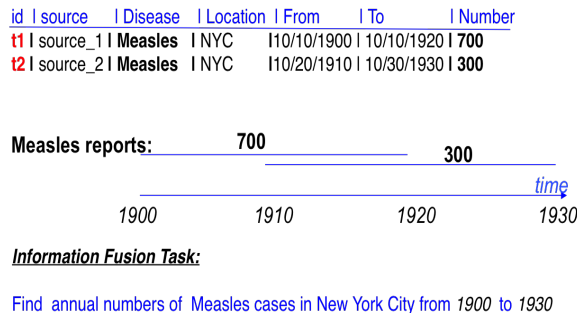 id | source | Disease | Location | From | To | Number
t1 | source_1 | Measles | NYC |10/10/1900 | 10/10/1920 | 700
t2 | source_2 | Measles | NYC |10/20/1910 | 10/30/1930 | 300
Measles reports: 700
300
time
1900 1910 1920 1930
Information Fusion Task:
Find annual numbers of Measles cases in New York City from 1900 to 1930